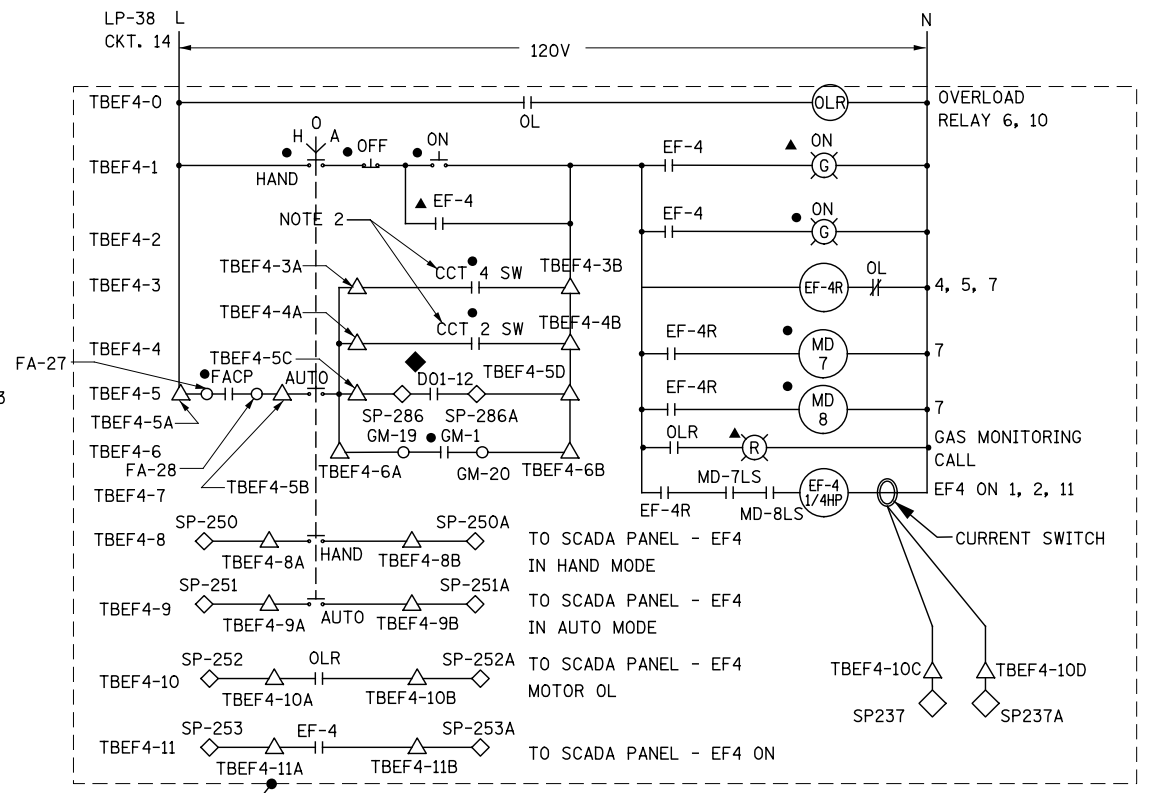 LP-38 L N
CKT. 14
120V
TBEF4-0 OL OLR OVERLOAD
RELAY 6, 10
H O A
TBEF4-1 HAND OFF ON EF-4 ON G
EF-4
NOTE 2
TBEF4-2 EF-4 ON G
TBEF4-3A CCT 4 SW TBEF4-3B
TBEF4-3 EF-4R OL 4, 5, 7
TBEF4-4A CCT 2 SW TBEF4-4B
TBEF4-4 EF-4R MD 7 7
FA-27 TBEF4-5C DO1-12 TBEF4-5D
3
TBEF4-5 FACP AUTO SP-286 SP-286A EF-4R MD 8 7
TBEF4-5A
TBEF4-6 GM-19 GM-1 GM-20 OLR R GAS MONITORING
CALL
FA-28 TBEF4-6A TBEF4-6B
TBEF4-7 TBEF4-5B EF-4R MD-7LS MD-8LS EF-4
1/4HP EF4 ON 1, 2, 11
CURRENT SWITCH
SP-250 SP-250A
TBEF4-8 TBEF4-8A HAND TBEF4-8B TO SCADA PANEL - EF4
IN HAND MODE
SP-251 SP-251A
TBEF4-9 TBEF4-9A AUTO TBEF4-9B TO SCADA PANEL - EF4
IN AUTO MODE
SP-252 OLR SP-252A TO SCADA PANEL - EF4
TBEF4-10 TBEF4-10A TBEF4-10B MOTOR OL
TBEF4-10C TBEF4-10D
SP237 SP237A
SP-253 EF-4 SP-253A
TBEF4-11 TBEF4-11A TBEF4-11B TO SCADA PANEL - EF4 ON